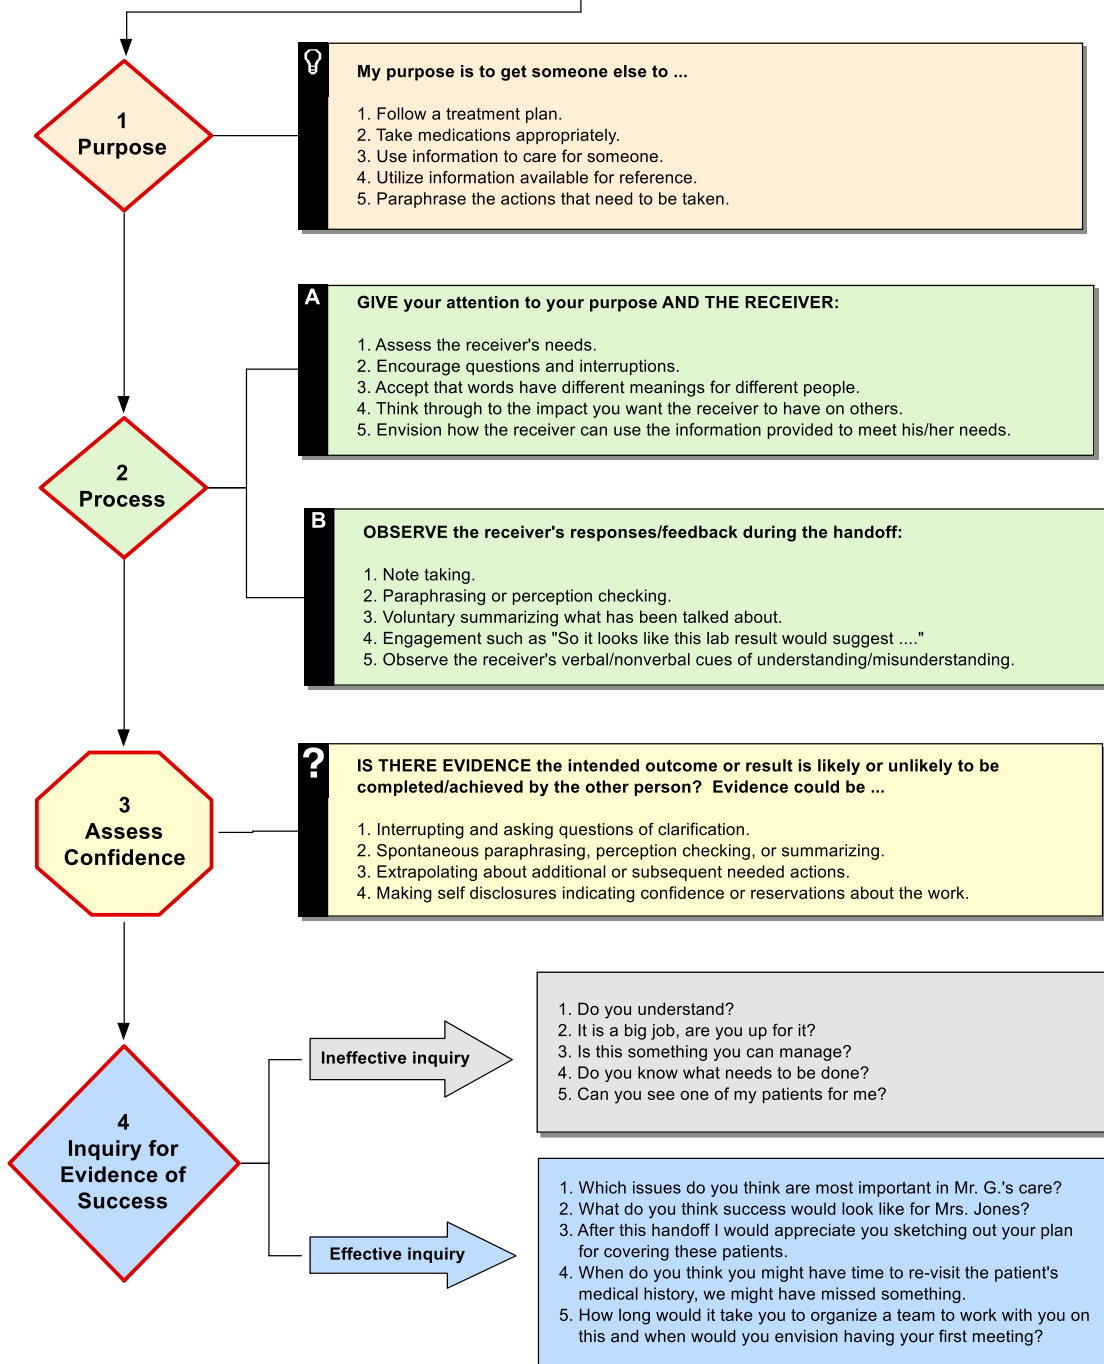 1
Purpose
My purpose is to get someone else to ...
1. Follow a treatment plan.
2. Take medications appropriately.
3. Use information to care for someone.
4. Utilize information available for reference.
5. Paraphrase the actions that need to be taken.
2
Process
A
GIVE your attention to your purpose AND THE RECEIVER:
1. Assess the receiver's needs.
2. Encourage questions and interruptions.
3. Accept that words have different meanings for different people.
4. Think through to the impact you want the receiver to have on others.
5. Envision how the receiver can use the information provided to meet his/her needs.
B
OBSERVE the receiver's responses/feedback during the handoff:
1. Note taking.
2. Paraphrasing or perception checking.
3. Voluntary summarizing what has been talked about.
4. Engagement such as "So it looks like this lab result would suggest ...."
5. Observe the receiver's verbal/nonverbal cues of understanding/misunderstanding.
3
Assess
Confidence
?
IS THERE EVIDENCE the intended outcome or result is likely or unlikely to be
completed/achieved by the other person?  Evidence could be ...
1. Interrupting and asking questions of clarification.
2. Spontaneous paraphrasing, perception checking, or summarizing.
3. Extrapolating about additional or subsequent needed actions.
4. Making self disclosures indicating confidence or reservations about the work.
4
Inquiry for
Evidence of
Success
Ineffective inquiry
1. Do you understand?
2. It is a big job, are you up for it?
3. Is this something you can manage?
4. Do you know what needs to be done?
5. Can you see one of my patients for me?
Effective inquiry
1. Which issues do you think are most important in Mr. G.'s care?
2. What do you think success would look like for Mrs. Jones?
3. After this handoff I would appreciate you sketching out your plan
for covering these patients.
4. When do you think you might have time to re-visit the patient's
medical history, we might have missed something.
5. How long would it take you to organize a team to work with you on
this and when would you envision having your first meeting?